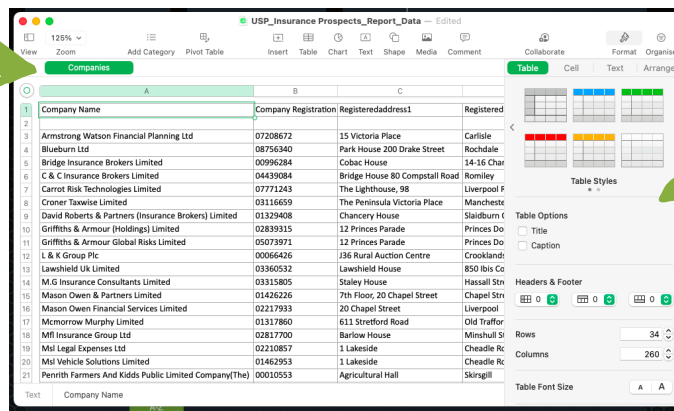 USP_Insurance Prospects_Report_Data — Edited
125%
View Zoom Add Category Pivot Table Insert Table Chart Text Shape Media Comment Collaborate Format Organise
Companies
Table Cell Text Arrange
A B C
1 Company Name Company Registration Registeredaddress1 Registered
2
3 Armstrong Watson Financial Planning Ltd 07208672 15 Victoria Place Carlisle
4 Blueburn Ltd 08756340 Park House 200 Drake Street Rochdale
5 Bridge Insurance Brokers Limited 00996284 Cobac House 14-16 Char
6 C & C Insurance Brokers Limited 04439084 Bridge House 80 Compstall Road Romiley
7 Carrot Risk Technologies Limited 07771243 The Lighthouse, 98 Liverpool R
8 Croner Taxwise Limited 03116659 The Peninsula Victoria Place Mancheste
9 David Roberts & Partners (Insurance Brokers) Limited 01329408 Chancery House Slaidburn C
10 Griffiths & Armour (Holdings) Limited 02839315 12 Princes Parade Princes Do
11 Griffiths & Armour Global Risks Limited 05073971 12 Princes Parade Princes Do
12 L & K Group Plc 00066426 J36 Rural Auction Centre Crooklands
13 Lawshield Uk Limited 03360532 Lawshield House 850 Ibis Co
14 M.G Insurance Consultants Limited 03315805 Staley House Hassall Stre
15 Mason Owen & Partners Limited 01426226 7th Floor, 20 Chapel Street Chapel Stre
16 Mason Owen Financial Services Limited 02217933 20 Chapel Street Liverpool
17 Mcmorrow Murphy Limited 01317860 611 Stretford Road Old Traffor
18 Mfl Insurance Group Ltd 02817700 Barlow House Minshull St
19 Msl Legal Expenses Ltd 02210857 1 Lakeside Cheadle Ro
20 Msl Vehicle Solutions Limited 01462953 1 Lakeside Cheadle Ro
21 Penrith Farmers And Kidds Public Limited Company(The) 00010553 Agricultural Hall Skirsgill
Table Styles
Table Options
Title
Caption
Headers & Footer
0 0 0
Rows 34
Columns 260
Table Font Size A A
Text Company Name
A-Z